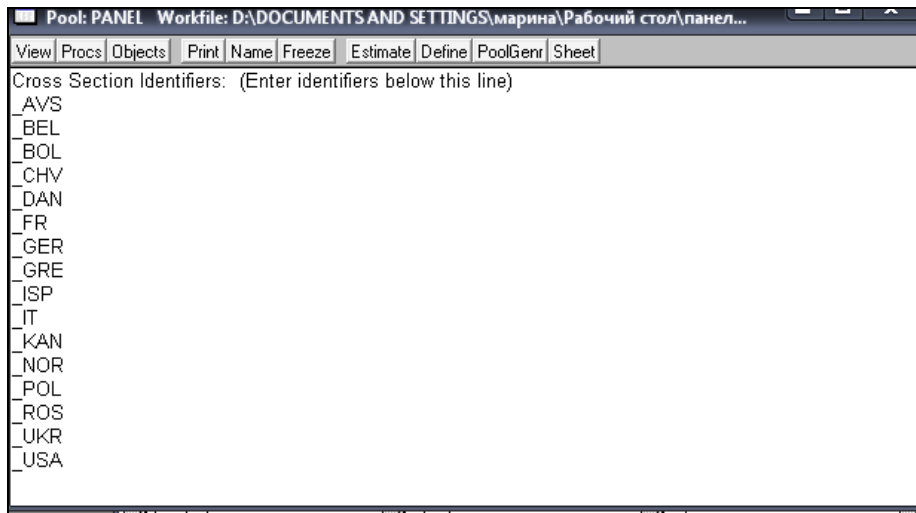 Pool: PANEL Workfile: D:\DOCUMENTS AND SETTINGS\марина\Рабочий стол\панел...
View Procs Objects Print Name Freeze Estimate Define PoolGenr Sheet
Cross Section Identifiers: (Enter identifiers below this line)
_AVS
_BEL
_BOL
_CHV
_DAN
_FR
_GER
_GRE
_ISP
_IT
_KAN
_NOR
_POL
_ROS
_UKR
_USA